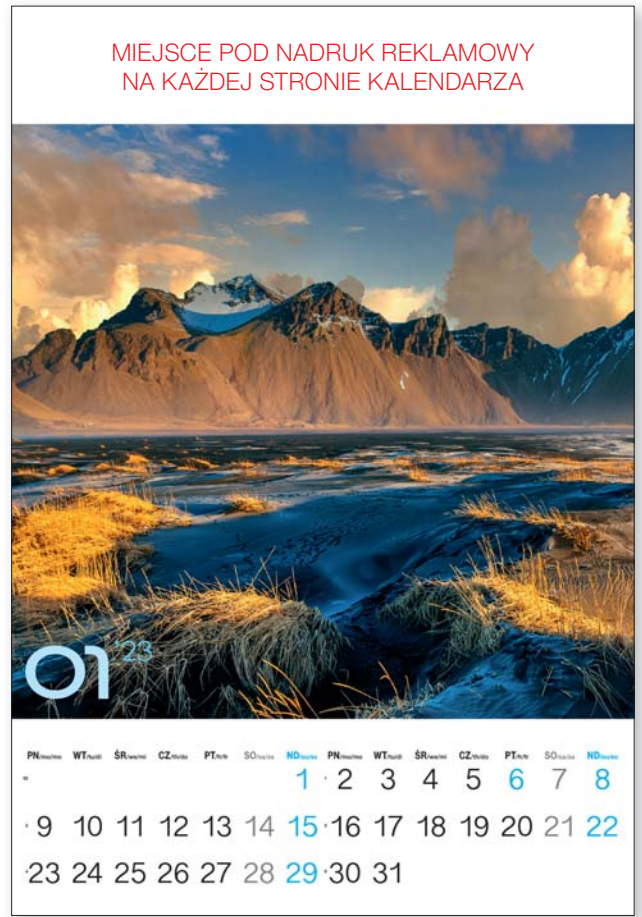 MIEJSCE POD NADRUK REKLAMOWY
NA KAŻDEJ STRONIE KALENDARZA
01 '23
PN WT ŚR CZ PT SO ND PN WT ŚR CZ PT SO ND
1 2 3 4 5 6 7 8
9 10 11 12 13 14 15 16 17 18 19 20 21 22
23 24 25 26 27 28 29 30 31